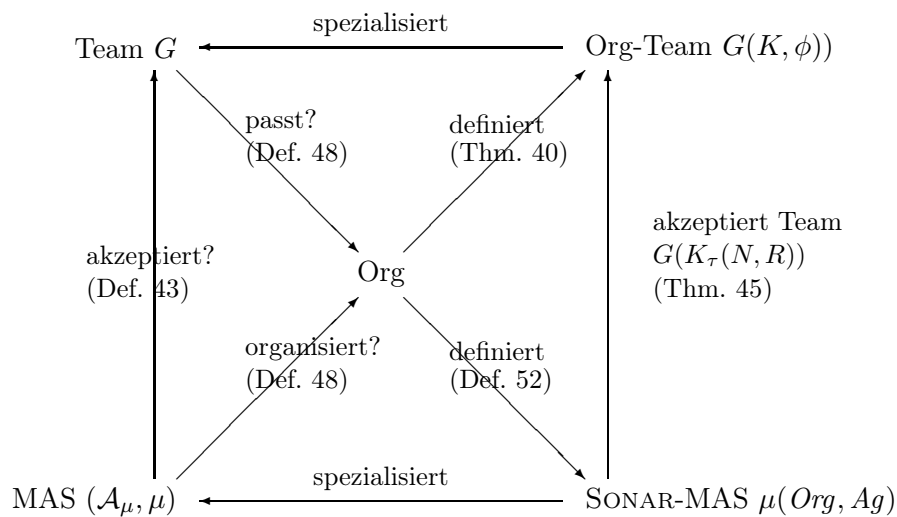 spezialisiert
Team G
Org-Team G(K, ϕ))
passt?
(Def. 48)
definiert
(Thm. 40)
akzeptiert?
(Def. 43)
Org
akzeptiert Team
G(K_τ(N, R))
(Thm. 45)
organisiert?
(Def. 48)
definiert
(Def. 52)
spezialisiert
MAS (𝒜_μ, μ)
SONAR-MAS μ(Org, Ag)